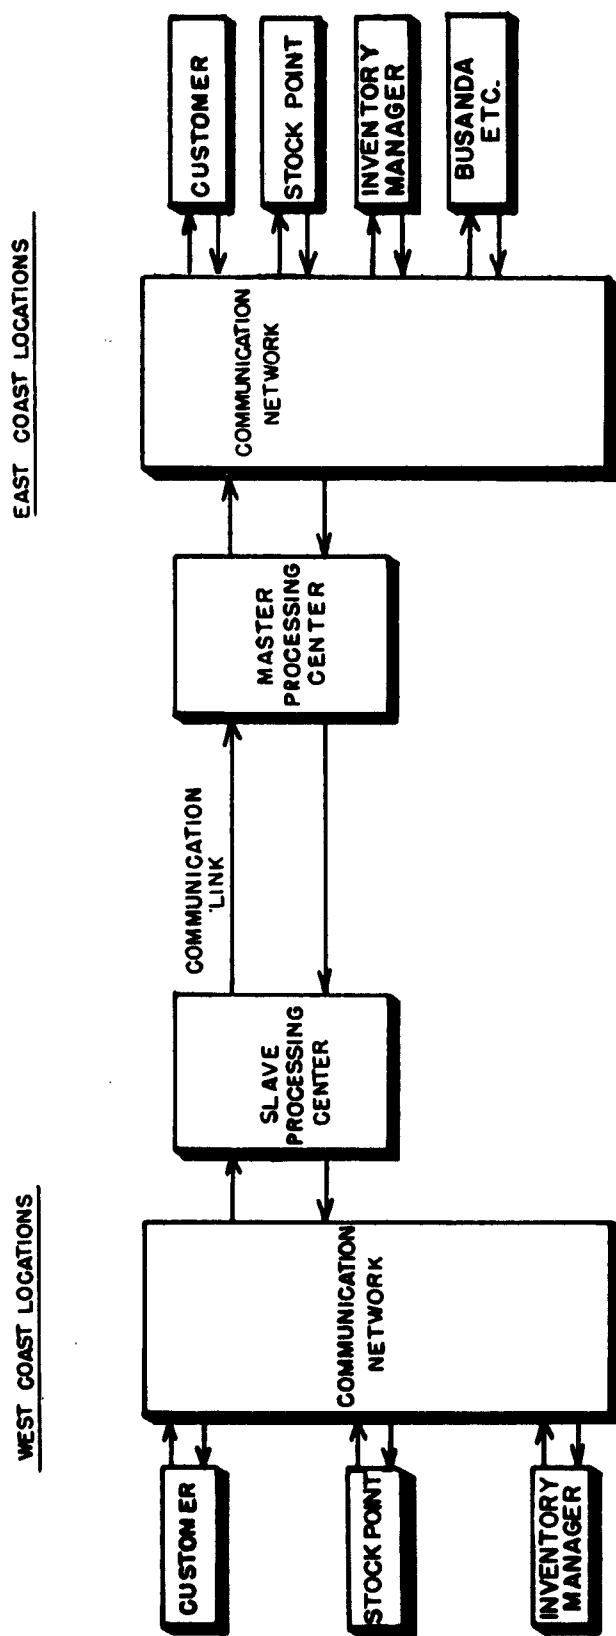 WEST COAST LOCATIONS
EAST COAST LOCATIONS
CUSTOMER
STOCK POINT
INVENTORY
MANAGER
COMMUNICATION
NETWORK
SLAVE
PROCESSING
CENTER
COMMUNICATION
LINK
MASTER
PROCESSING
CENTER
COMMUNICATION
NETWORK
CUSTOMER
STOCK POINT
INVENTORY
MANAGER
BUSANDA
ETC.